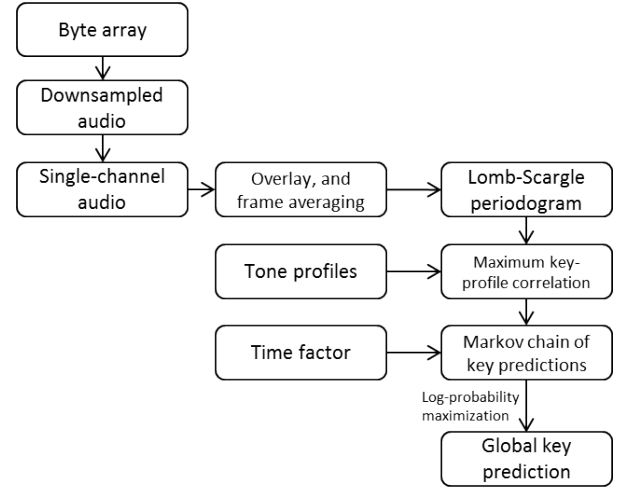 Byte array
Downsampled
audio
Single-channel
audio
Overlay, and
frame averaging
Lomb-Scargle
periodogram
Tone profiles
Maximum key-
profile correlation
Time factor
Markov chain of
key predictions
Log-probability
maximization
Global key
prediction